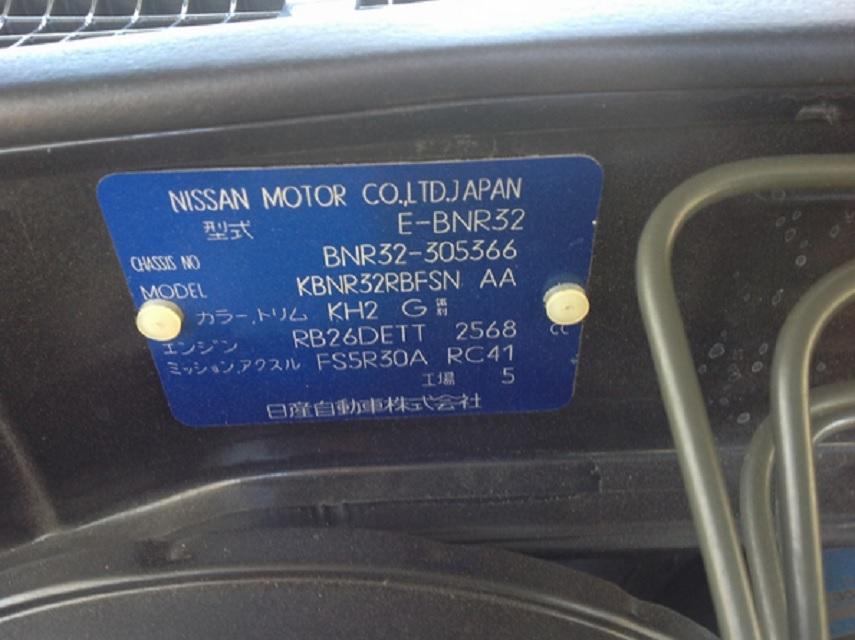 NISSAN MOTOR CO.,LTD.JAPAN
型式 E-BNR32
CHASSIS NO BNR32-305366
MODEL KBNR32RBFSN AA
カラー,トリム KH2 G 識別
エンジン RB26DETT 2568 cc
ミッション,アクスル FS5R30A RC41
工場 5
日産自動車株式会社